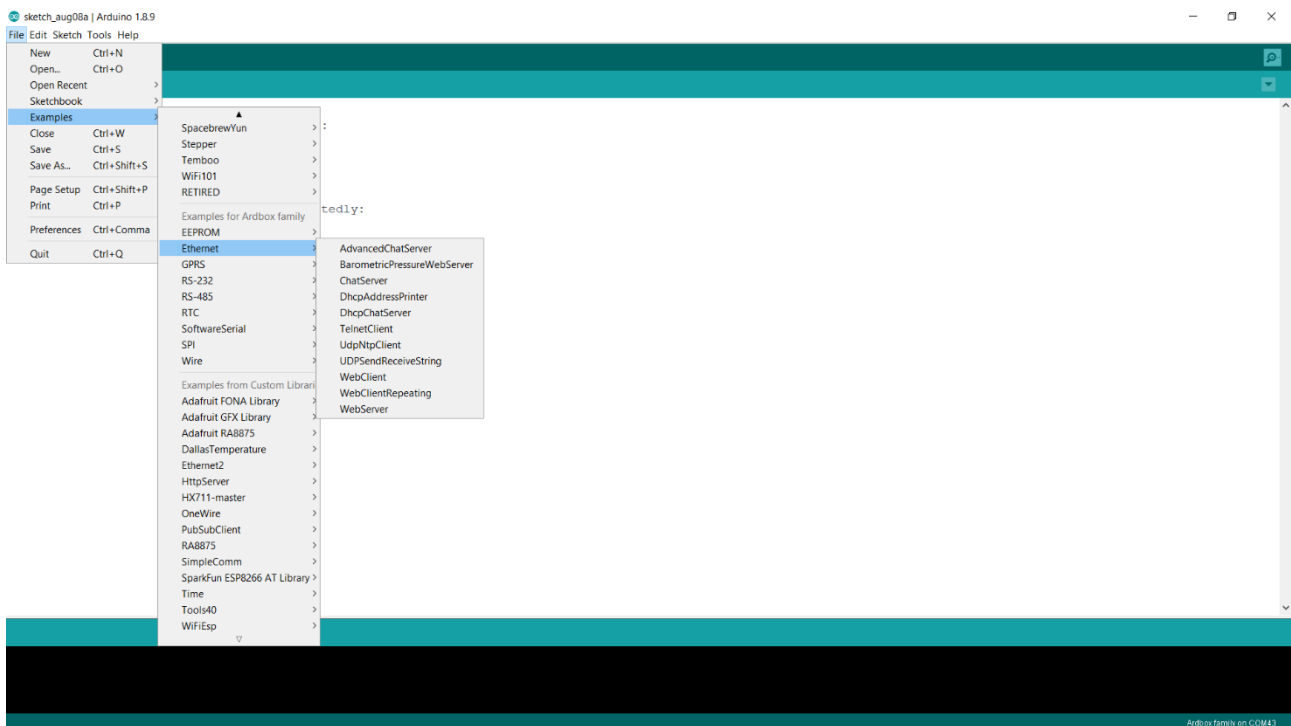 sketch_aug08a | Arduino 1.8.9
File Edit Sketch Tools Help
New Ctrl+N
Open... Ctrl+O
Open Recent
Sketchbook
Examples
Close Ctrl+W
Save Ctrl+S
Save As... Ctrl+Shift+S
Page Setup Ctrl+Shift+P
Print Ctrl+P
Preferences Ctrl+Comma
Quit Ctrl+Q
SpacebrewYun
Stepper
Temboo
WiFi101
RETIRED
Examples for Ardbox family
EEPROM
Ethernet
GPRS
RS-232
RS-485
RTC
SoftwareSerial
SPI
Wire
Examples from Custom Librari
Adafruit FONA Library
Adafruit GFX Library
Adafruit RA8875
DallasTemperature
Ethernet2
HttpServer
HX711-master
OneWire
PubSubClient
RA8875
SimpleComm
SparkFun ESP8266 AT Library
Time
Tools40
WiFiEsp
AdvancedChatServer
BarometricPressureWebServer
ChatServer
DhcpAddressPrinter
DhcpChatServer
TelnetClient
UdpNtpClient
UDPSendReceiveString
WebClient
WebClientRepeating
WebServer
:
tedly:
Ardbox family on COM43